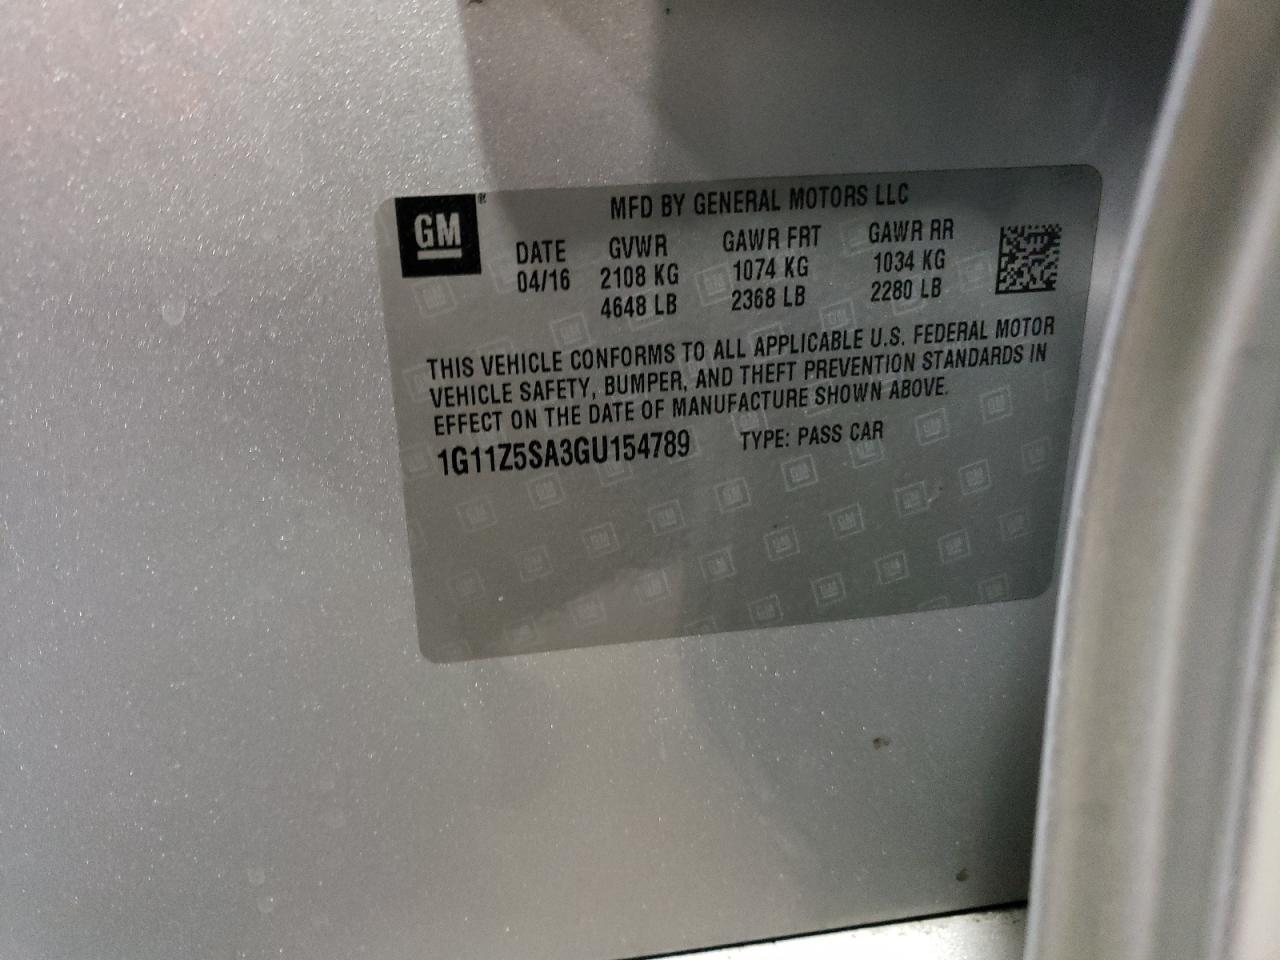 GM®
MFD BY GENERAL MOTORS LLC
DATE GVWR GAWR FRT GAWR RR
04/16 2108 KG 1074 KG 1034 KG
4648 LB 2368 LB 2280 LB
THIS VEHICLE CONFORMS TO ALL APPLICABLE U.S. FEDERAL MOTOR
VEHICLE SAFETY, BUMPER, AND THEFT PREVENTION STANDARDS IN
EFFECT ON THE DATE OF MANUFACTURE SHOWN ABOVE.
1G11Z5SA3GU154789 TYPE: PASS CAR